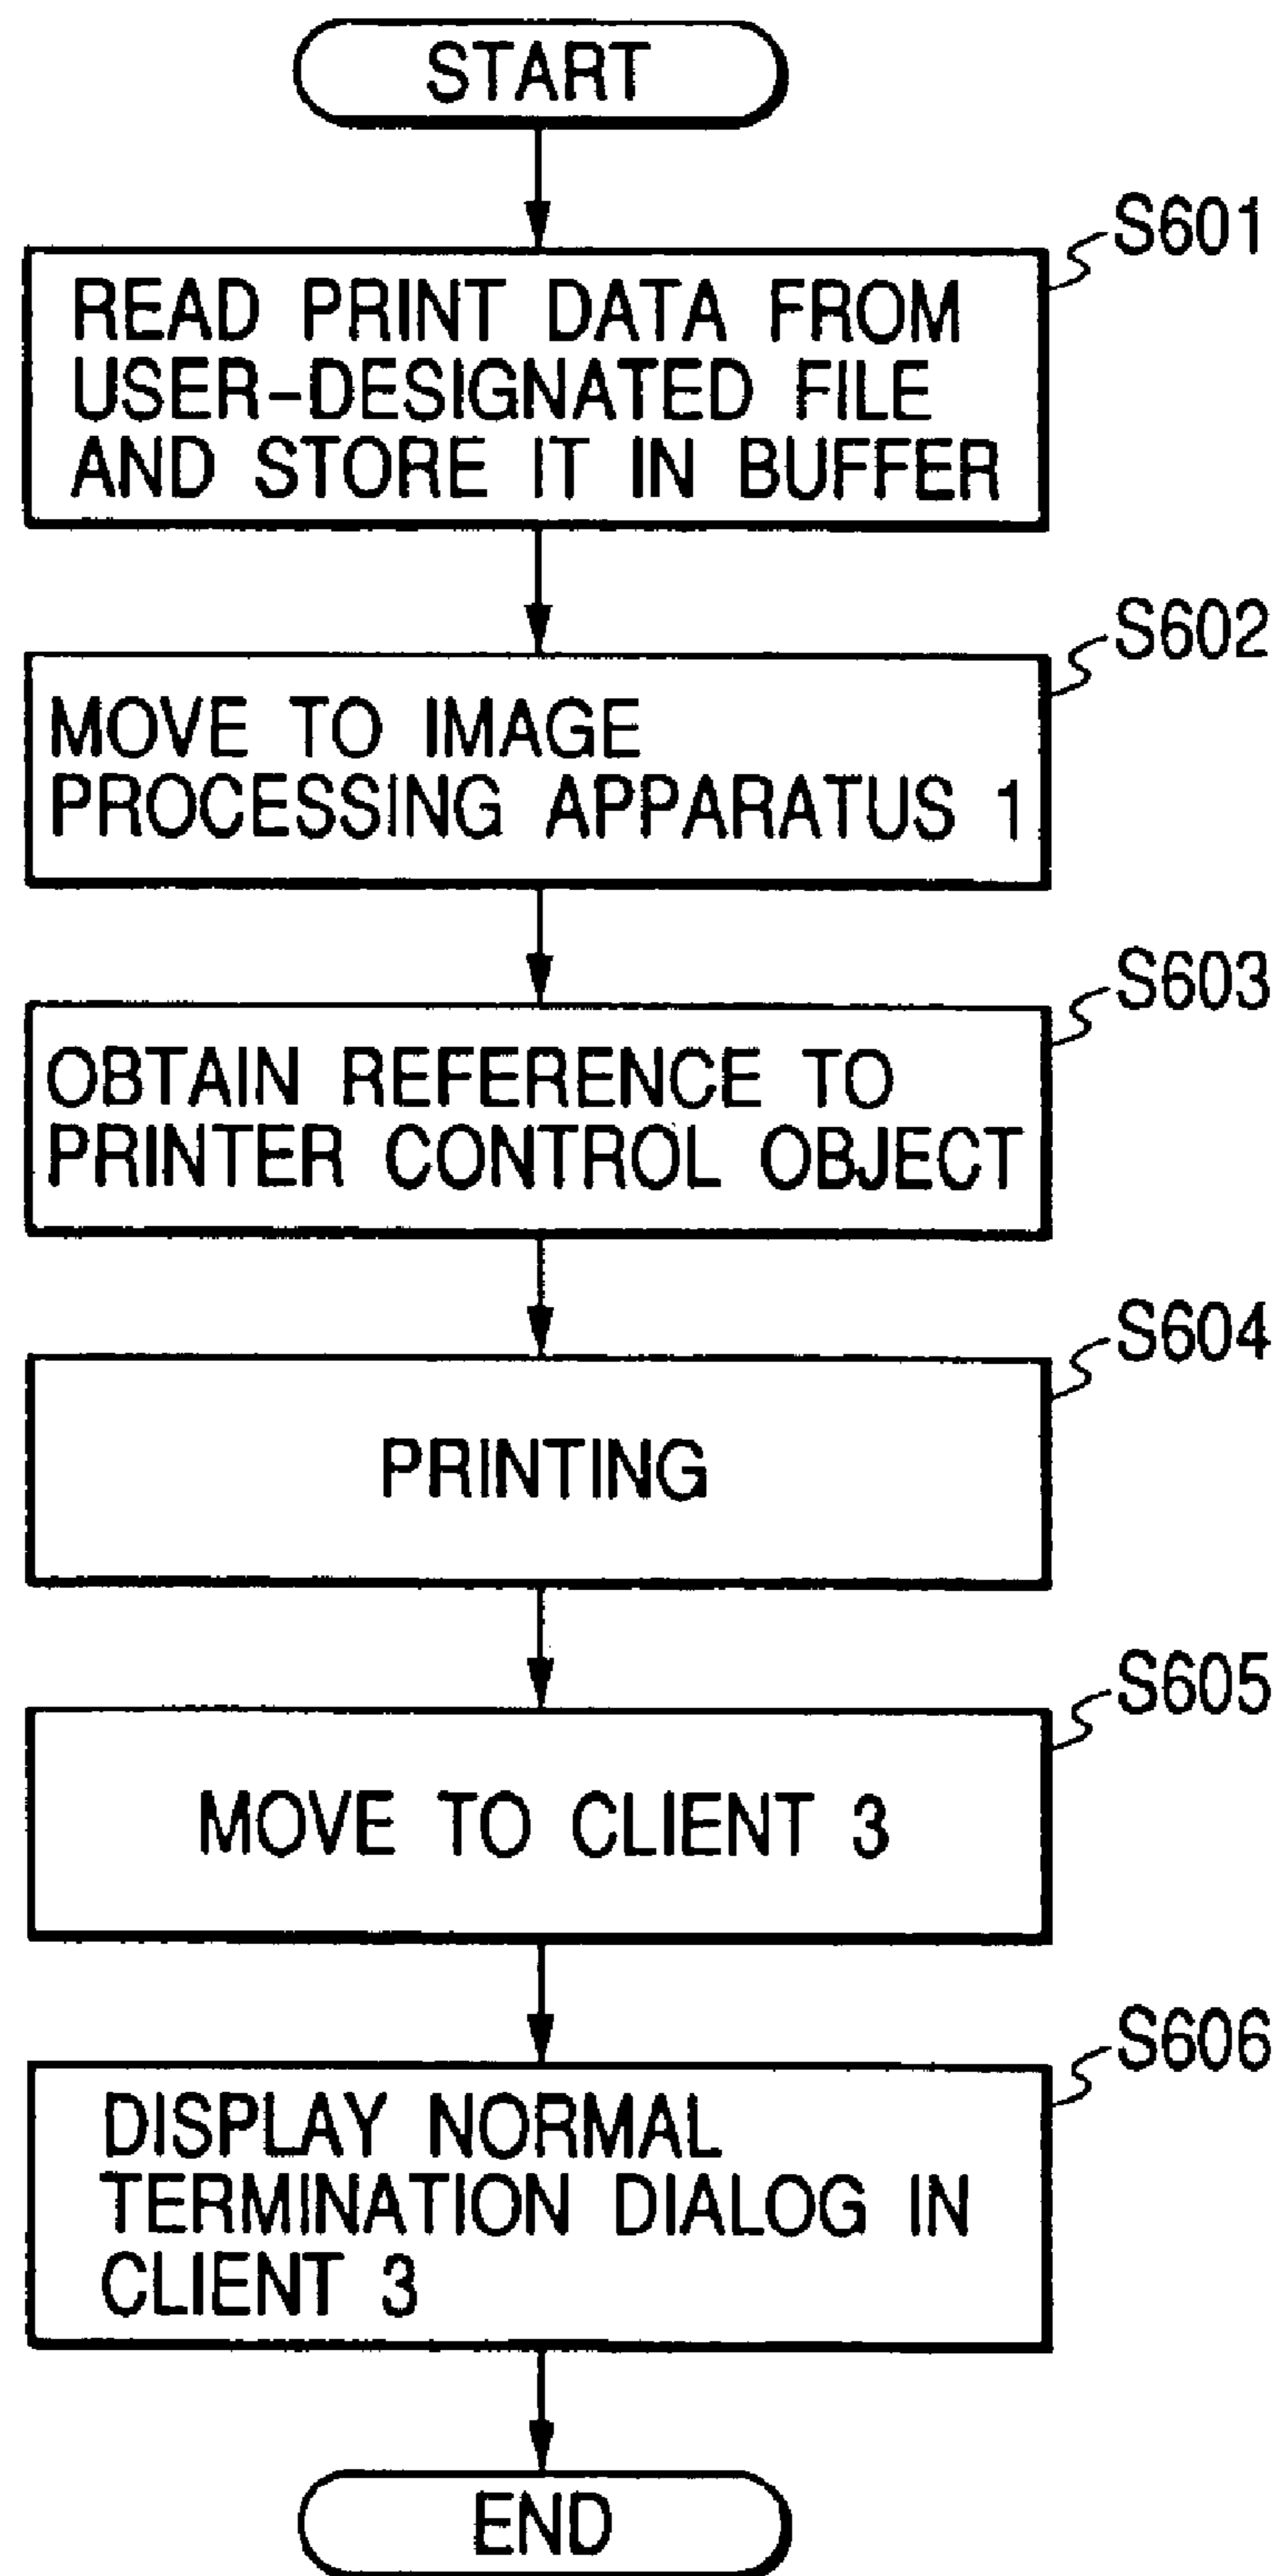 START
S601
READ PRINT DATA FROM
USER-DESIGNATED FILE
AND STORE IT IN BUFFER
S602
MOVE TO IMAGE
PROCESSING APPARATUS 1
S603
OBTAIN REFERENCE TO
PRINTER CONTROL OBJECT
S604
PRINTING
S605
MOVE TO CLIENT 3
S606
DISPLAY NORMAL
TERMINATION DIALOG IN
CLIENT 3
END